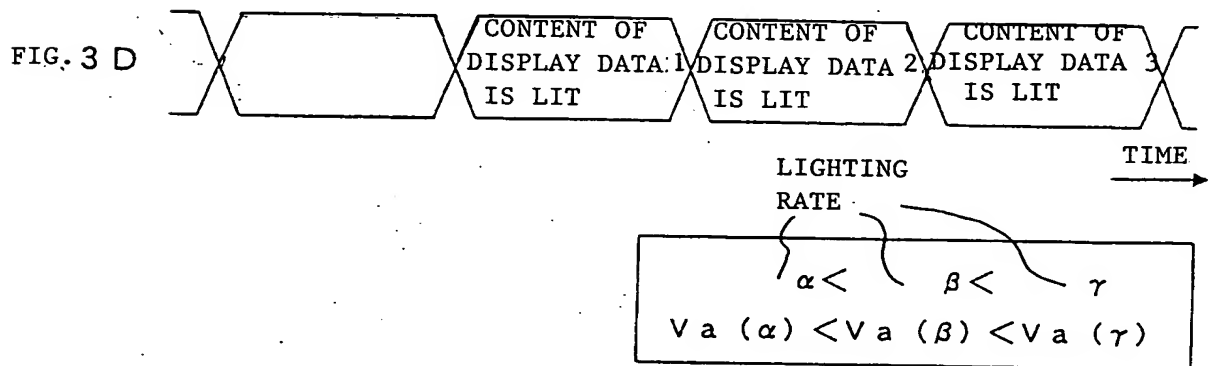 FIG. 3 D
CONTENT OF
DISPLAY DATA 1
IS LIT
CONTENT OF
DISPLAY DATA 2
IS LIT
CONTENT OF
DISPLAY DATA 3
IS LIT
TIME
LIGHTING
RATE
α< β< γ
Va (α) <Va (β) <Va (γ)